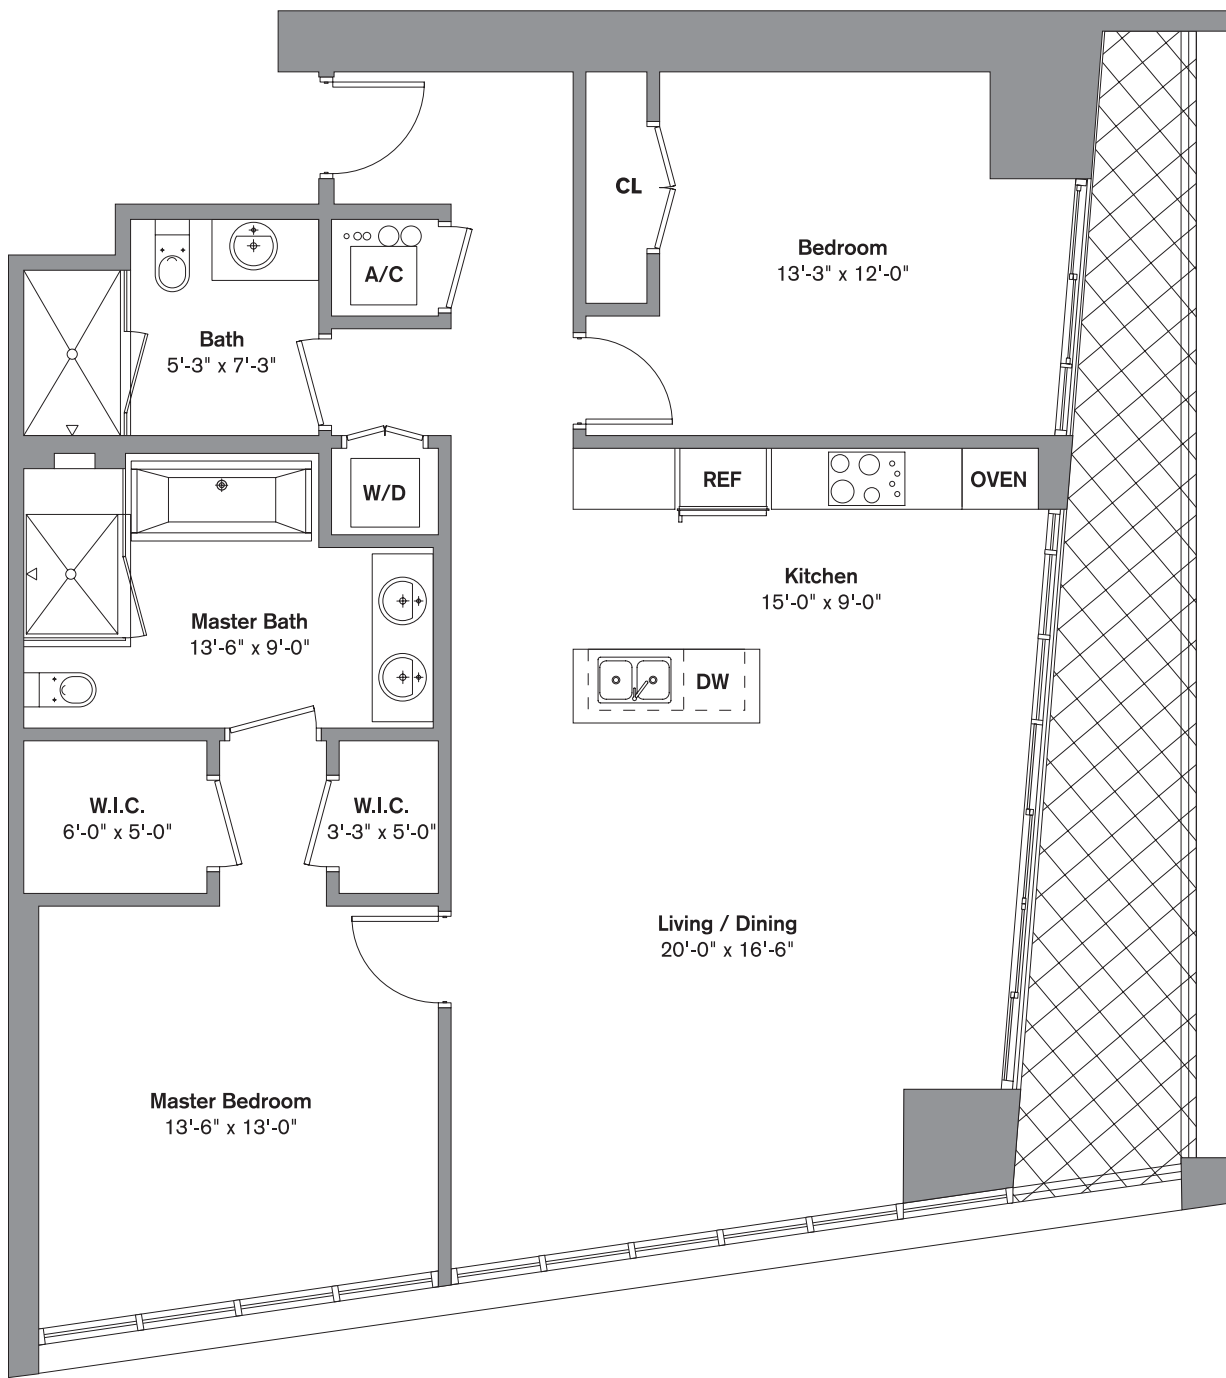 CL
Bedroom
13'-3" x 12'-0"
A/C
Bath
5'-3" x 7'-3"
W/D
REF
OVEN
Kitchen
15'-0" x 9'-0"
Master Bath
13'-6" x 9'-0"
DW
W.I.C.
6'-0" x 5'-0"
W.I.C.
3'-3" x 5'-0"
Living / Dining
20'-0" x 16'-6"
Master Bedroom
13'-6" x 13'-0"